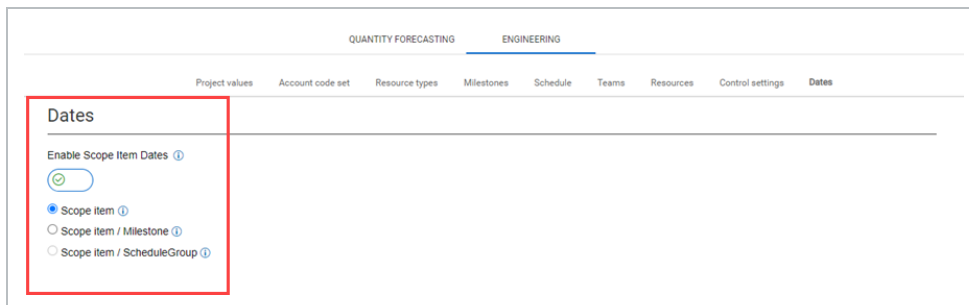 QUANTITY FORECASTING ENGINEERING
Project values Account code set Resource types Milestones Schedule Teams Resources Control settings Dates
Dates
Enable Scope Item Dates
Scope item
Scope item / Milestone
Scope item / ScheduleGroup